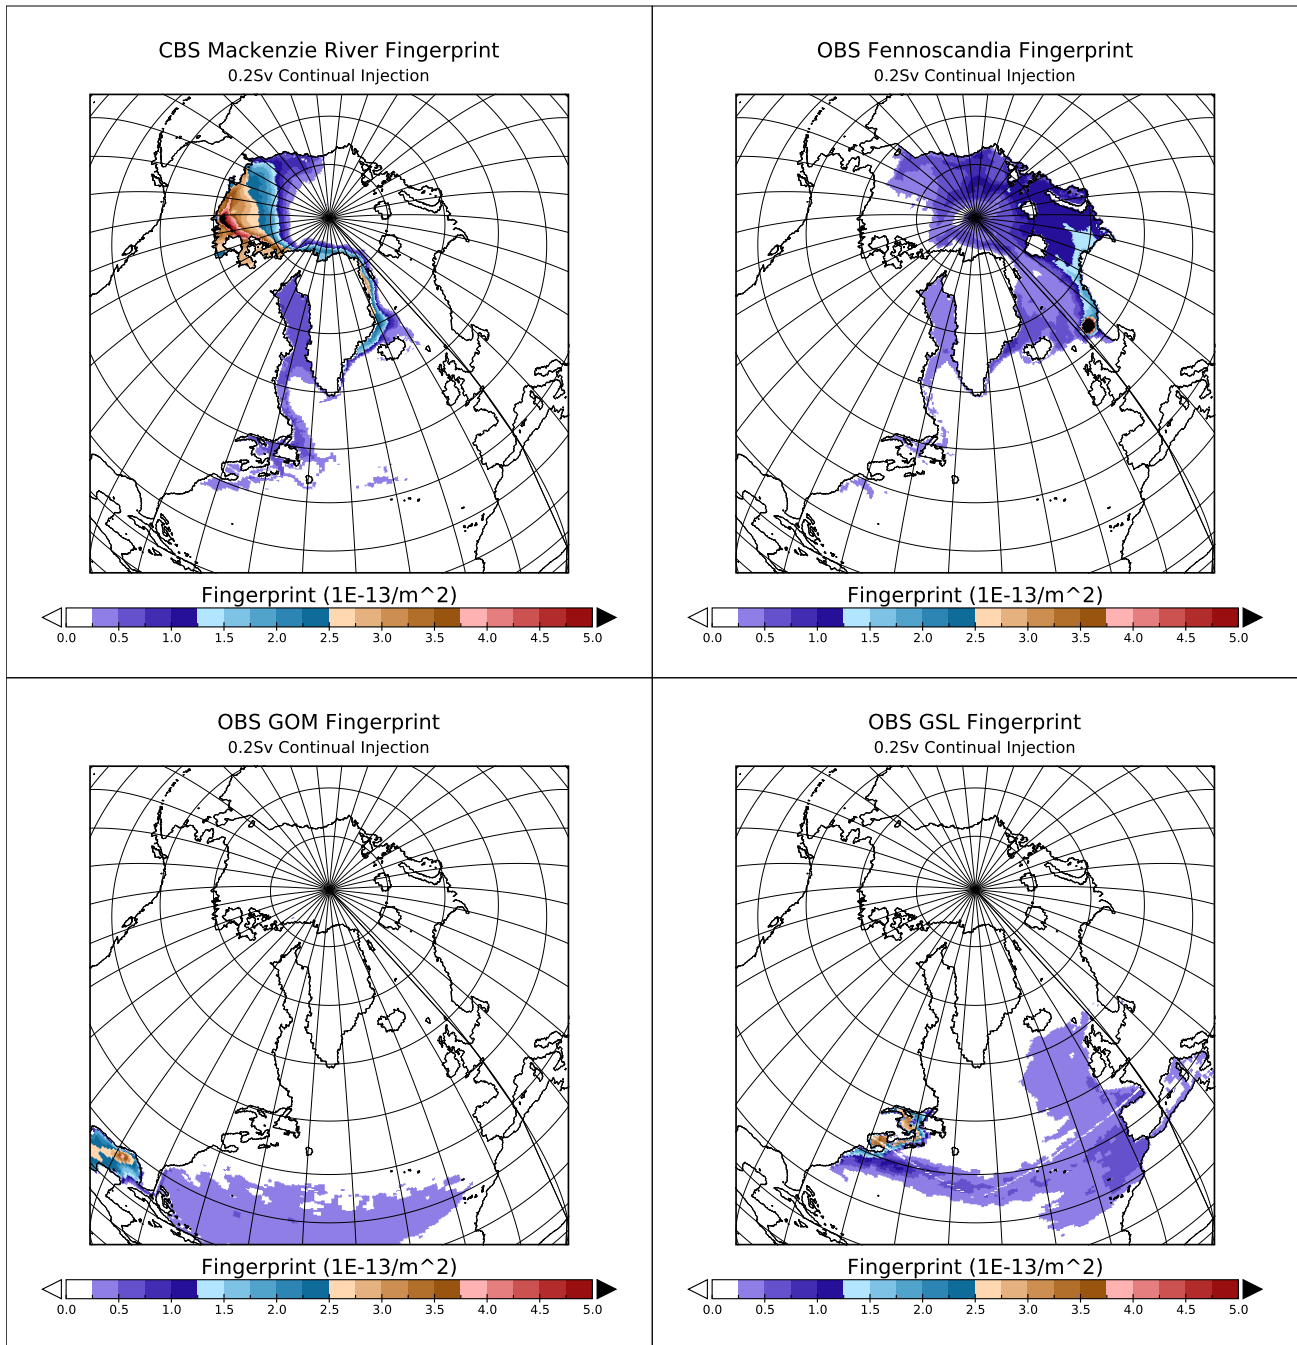 CBS Mackenzie River Fingerprint
0.2Sv Continual Injection
Fingerprint (1E-13/m^2)
0.0 0.5 1.0 1.5 2.0 2.5 3.0 3.5 4.0 4.5 5.0
OBS Fennoscandia Fingerprint
0.2Sv Continual Injection
Fingerprint (1E-13/m^2)
0.0 0.5 1.0 1.5 2.0 2.5 3.0 3.5 4.0 4.5 5.0
OBS GOM Fingerprint
0.2Sv Continual Injection
Fingerprint (1E-13/m^2)
0.0 0.5 1.0 1.5 2.0 2.5 3.0 3.5 4.0 4.5 5.0
OBS GSL Fingerprint
0.2Sv Continual Injection
Fingerprint (1E-13/m^2)
0.0 0.5 1.0 1.5 2.0 2.5 3.0 3.5 4.0 4.5 5.0